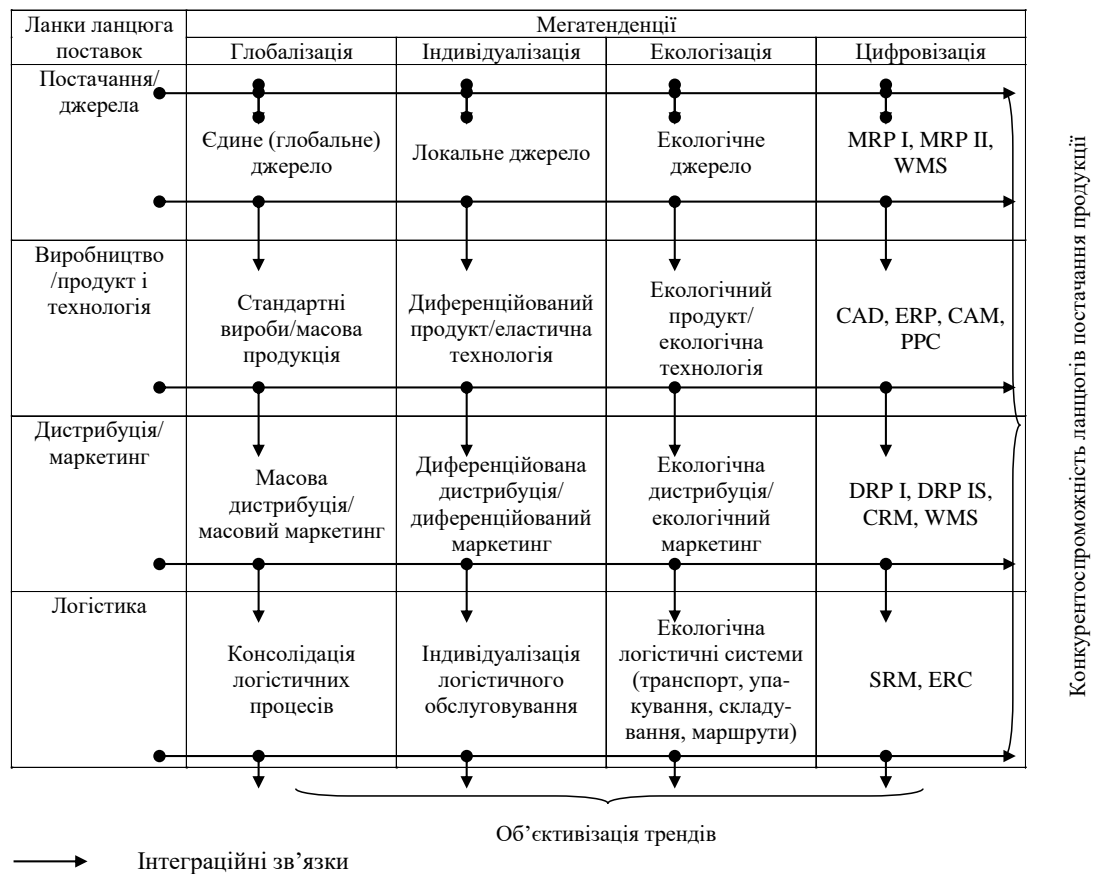 Ланки ланцюга
поставок
Мегатенденції
Глобалізація
Індивідуалізація
Екологізація
Цифровізація
Постачання/
джерела
Єдине (глобальне)
джерело
Локальне джерело
Екологічне
джерело
MRP I, MRP II,
WMS
Виробництво
/продукт і
технологія
Стандартні
вироби/масова
продукція
Диференційований
продукт/еластична
технологія
Екологічний
продукт/
екологічна
технологія
CAD, ERP, CAM,
PPC
Дистрибуція/
маркетинг
Масова
дистрибуція/
масовий маркетинг
Диференційована
дистрибуція/
диференційований
маркетинг
Екологічна
дистрибуція/
екологічний
маркетинг
DRP I, DRP IS,
CRM, WMS
Логістика
Консолідація
логістичних
процесів
Індивідуалізація
логістичного
обслуговування
Екологічна
логістичні системи
(транспорт, упа-
кування, складу-
вання, маршрути)
SRM, ERC
Конкурентоспроможність ланцюгів постачання продукції
Об’єктивізація трендів
Інтеграційні зв’язки